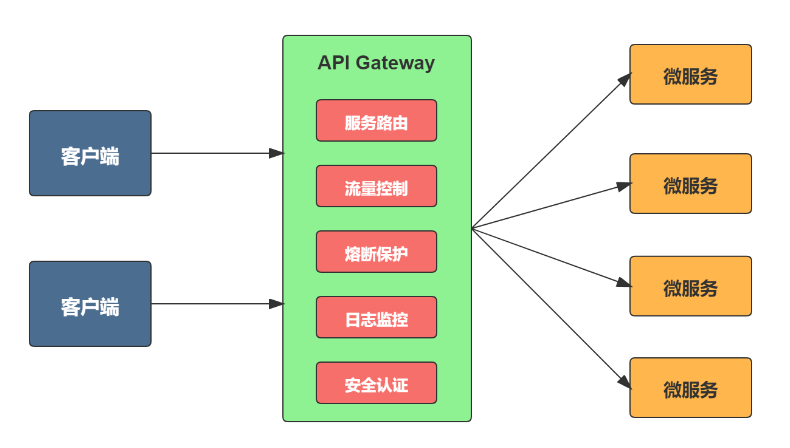 客户端
客户端
API Gateway
服务路由
流量控制
熔断保护
日志监控
安全认证
微服务
微服务
微服务
微服务